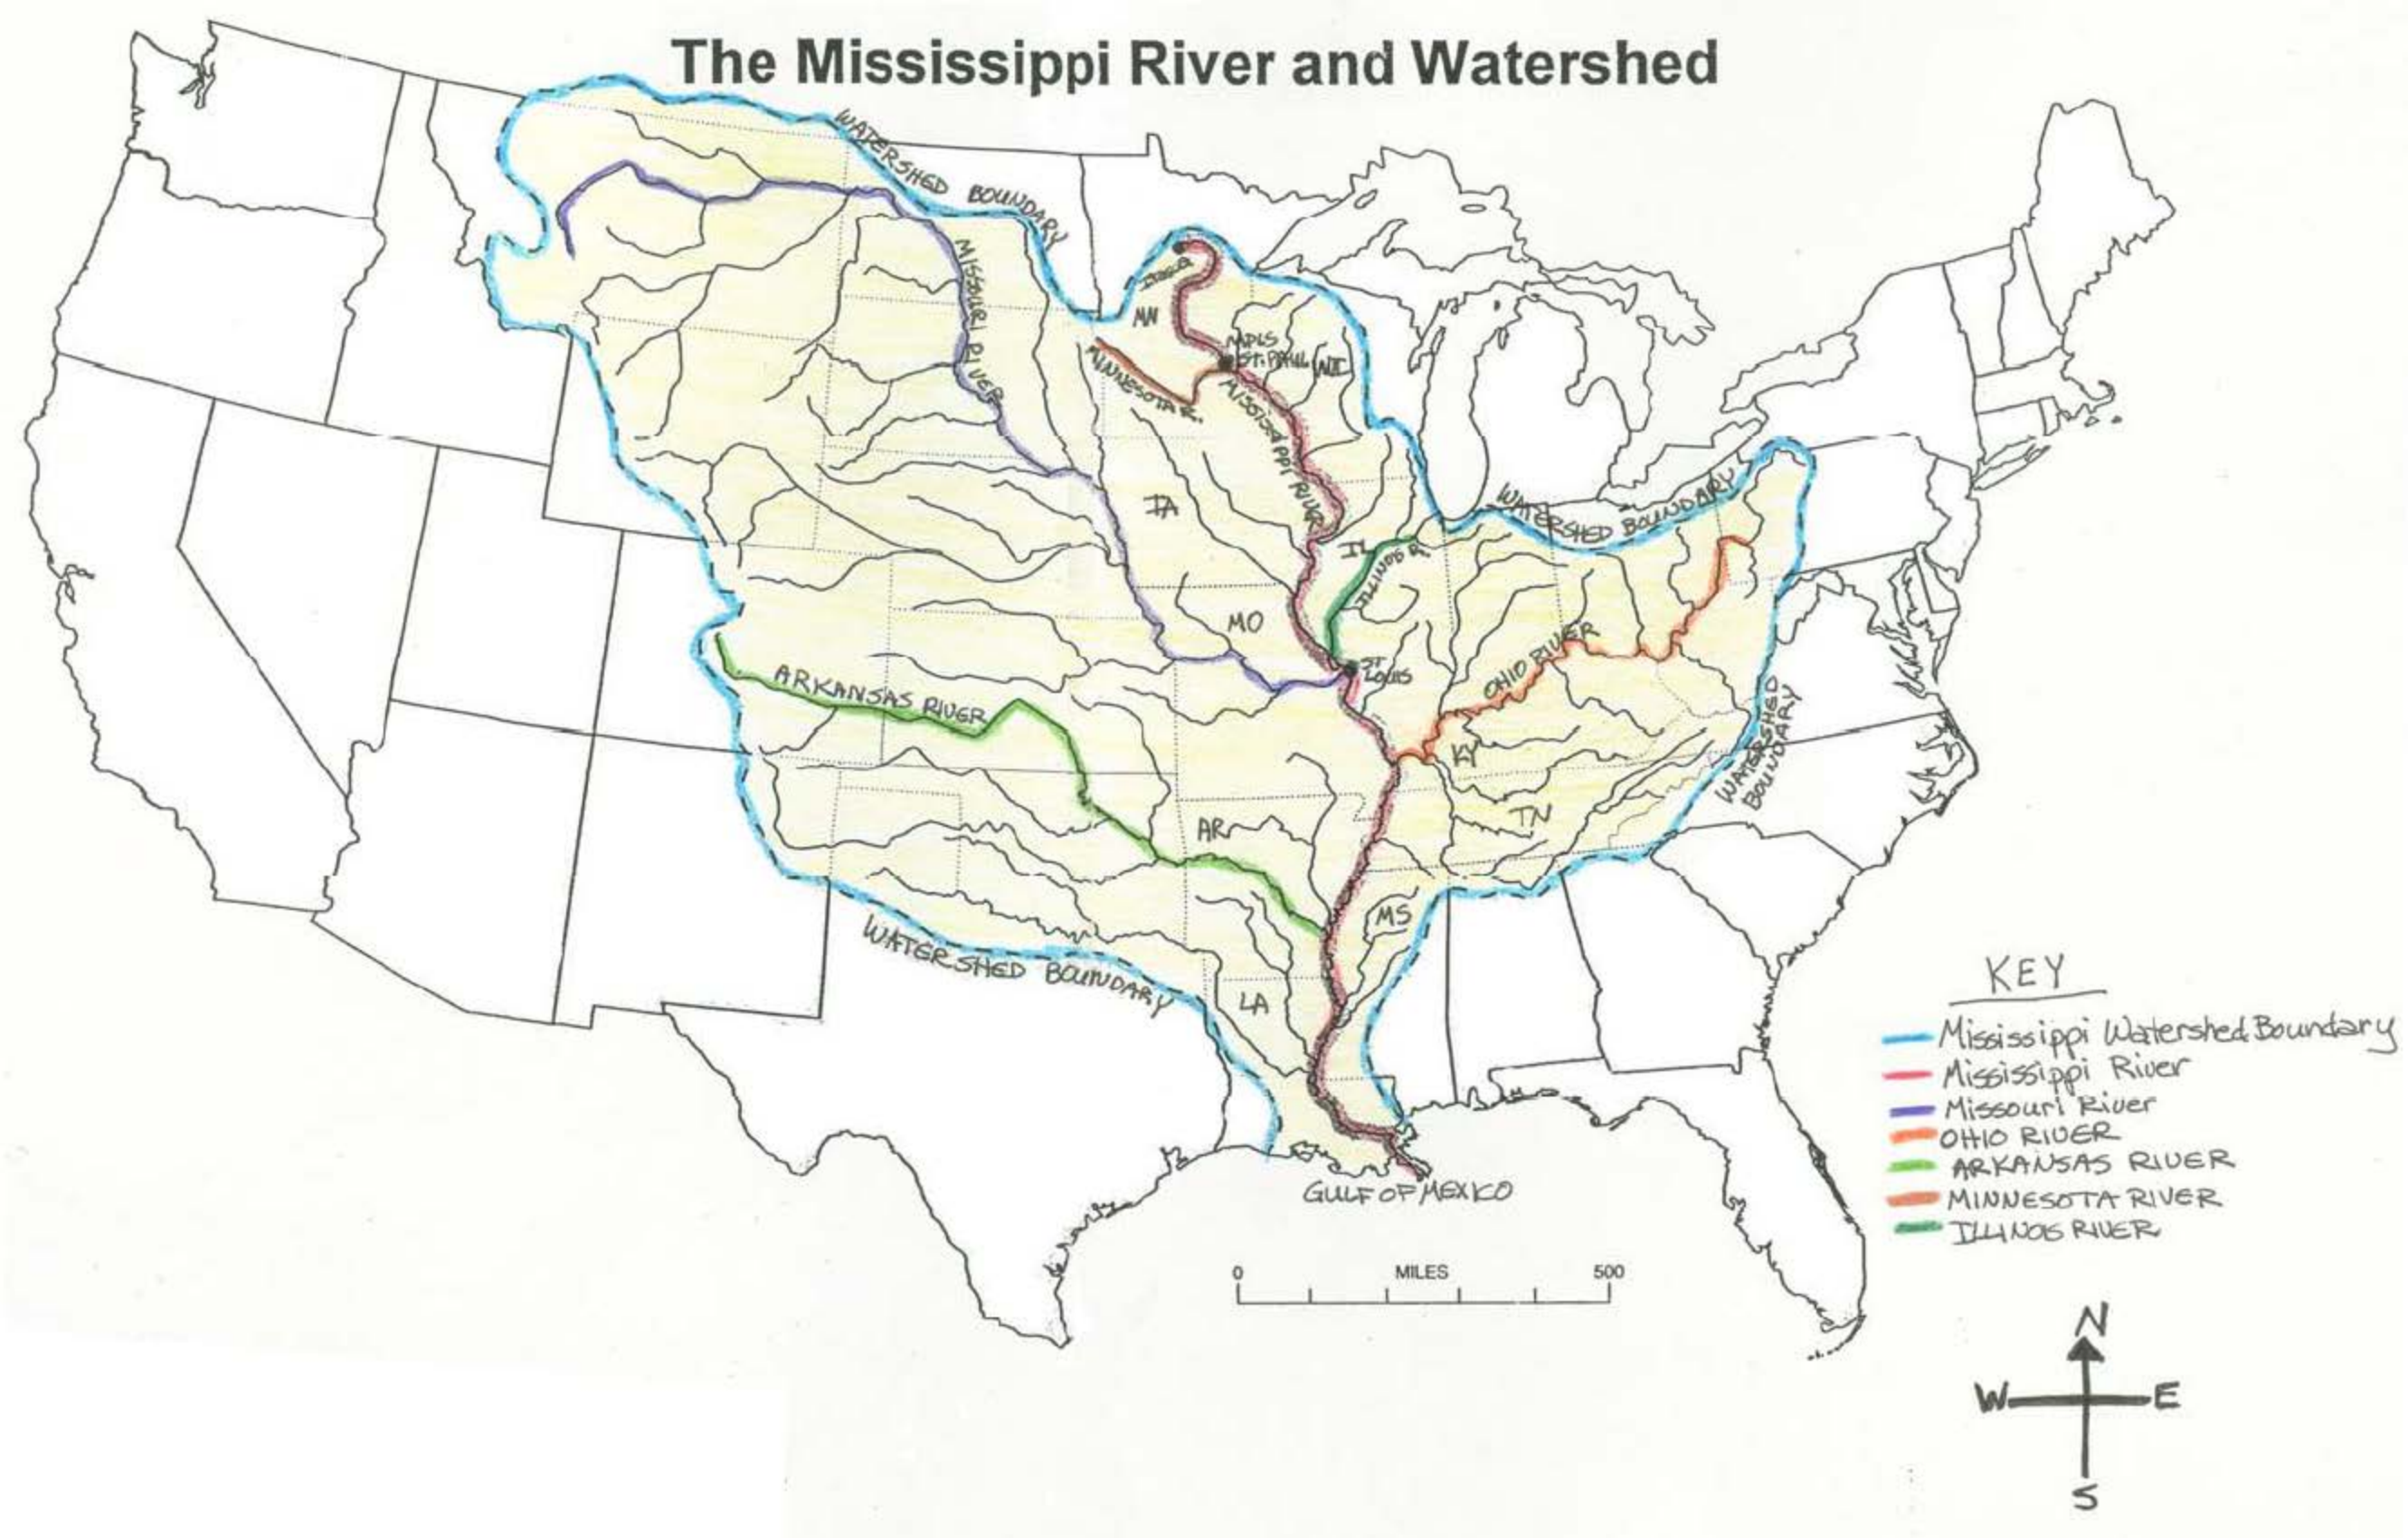 The Mississippi River and Watershed
WATERSHED BOUNDARY
MISSOURI RIVER
ITASCA
MN
MPLS
ST. PAUL
WI
MINNESOTA R.
MISSISSIPPI RIVER
WATERSHED BOUNDARY
IA
IL
ILLINOIS R.
MO
ST
LOUIS
OHIO RIVER
ARKANSAS RIVER
KY
WATERSHED
BOUNDARY
TN
AR
MS
WATERSHED BOUNDARY
LA
GULF OF MEXICO
KEY
Mississippi Watershed Boundary
Mississippi River
Missouri River
OHIO RIVER
ARKANSAS RIVER
MINNESOTA RIVER
ILLINOIS RIVER
0 MILES 500
N
W E
S